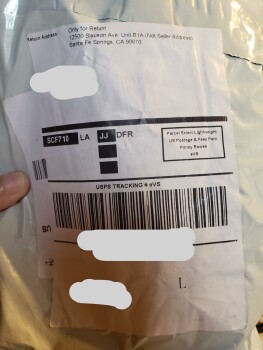 Return Address
Only for Return
12500 Slauson Ave. Unit B1A (Not Seller Address)
Santa Fe Springs, CA 90670
SCF710 LA JJ DFR
Parcel Select Lightweight
US Postage & Fees Paid
Pitney Bowes
eVS
USPS TRACKING # eVS
US
L